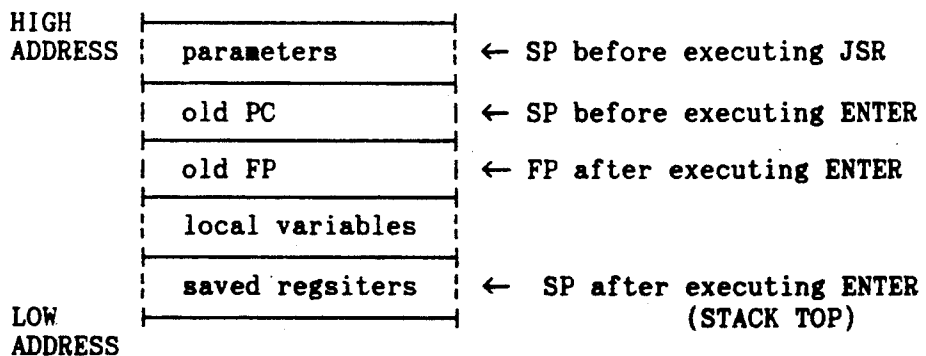 HIGH
ADDRESS parameters ← SP before executing JSR
old PC ← SP before executing ENTER
old FP ← FP after executing ENTER
local variables
saved regsiters ← SP after executing ENTER
LOW (STACK TOP)
ADDRESS